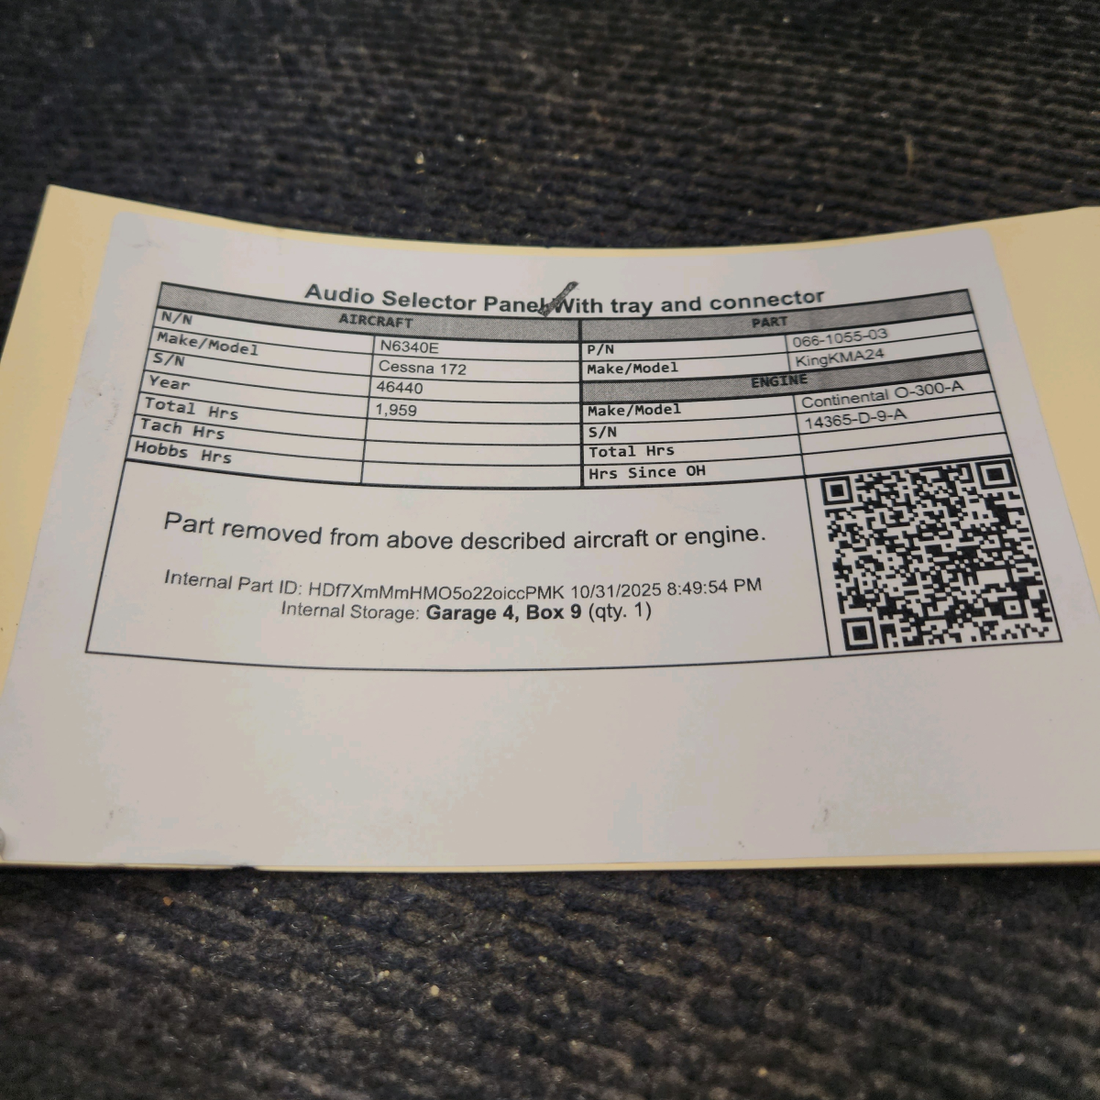 Audio Selector Panel With tray and connector
AIRCRAFT
N/N N6340E
Make/Model Cessna 172
S/N 46440
Year 1,959
Total Hrs
Tach Hrs
Hobbs Hrs
PART
P/N 066-1055-03
Make/Model KingKMA24
ENGINE
Make/Model Continental O-300-A
S/N 14365-D-9-A
Total Hrs
Hrs Since OH
Part removed from above described aircraft or engine.
Internal Part ID: HDf7XmMmHMO5o22oiccPMK 10/31/2025 8:49:54 PM
Internal Storage: Garage 4, Box 9 (qty. 1)